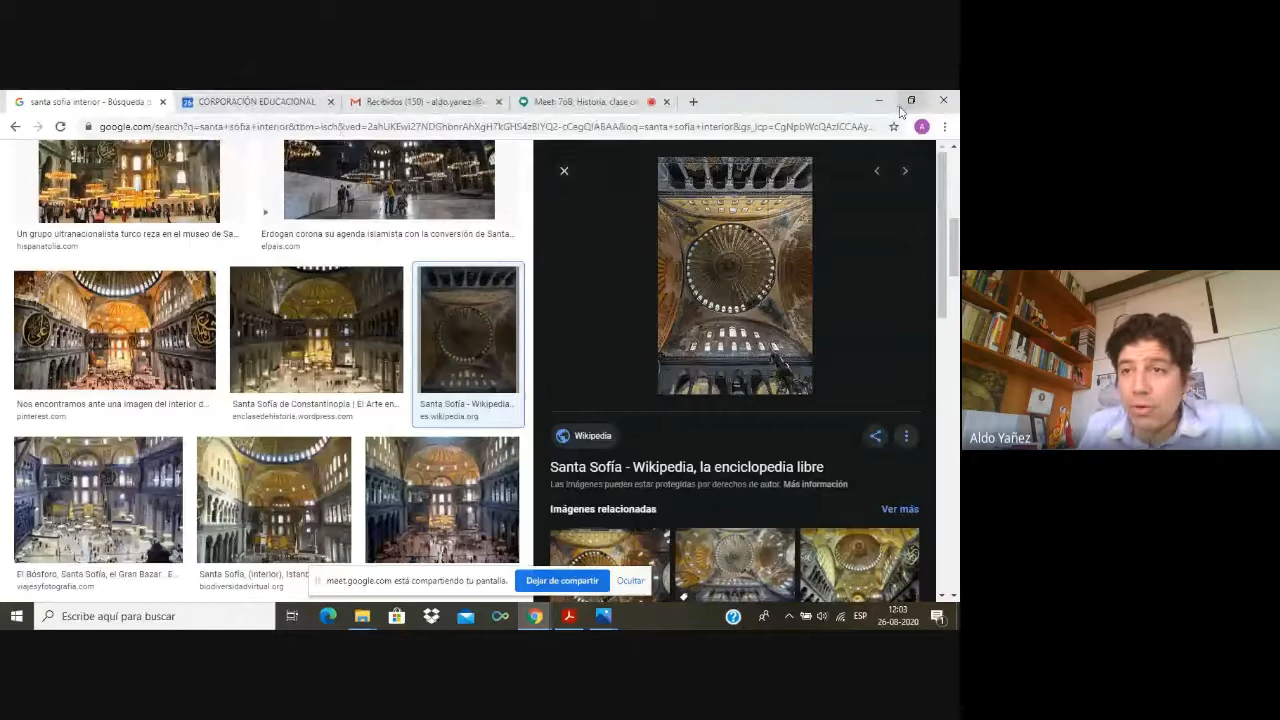 santa sofia interior - Búsqueda
CORPORACIÓN EDUCACIONAL
Recibidos (150) - aldo.yanez@
Meet: 7ºB, Historia, clase
Un grupo ultranacionalista turco reza en el museo de Sa...
hispanatolia.com
Erdogan corona su agenda islamista con la conversión de Santa...
elpais.com
Nos encontramos ante una imagen del interior d...
pinterest.com
Santa Sofía de Constantinopla | El Arte en...
enclasedehistoria.wordpress.com
Santa Sofía - Wikipedia...
es.wikipedia.org
Wikipedia
Santa Sofía - Wikipedia, la enciclopedia libre
Las imágenes pueden estar protegidas por derechos de autor. Más información
Imágenes relacionadas
Ver más
El Bósforo, Santa Sofía, el Gran Bazar...E...
viajesyfotografia.com
Santa Sofía, (interior), Istanb
biodiversidadvirtual.org
meet.google.com está compartiendo tu pantalla.
Dejar de compartir
Ocultar
Escribe aquí para buscar
ESP
12:03
26-08-2020
Aldo Yañez